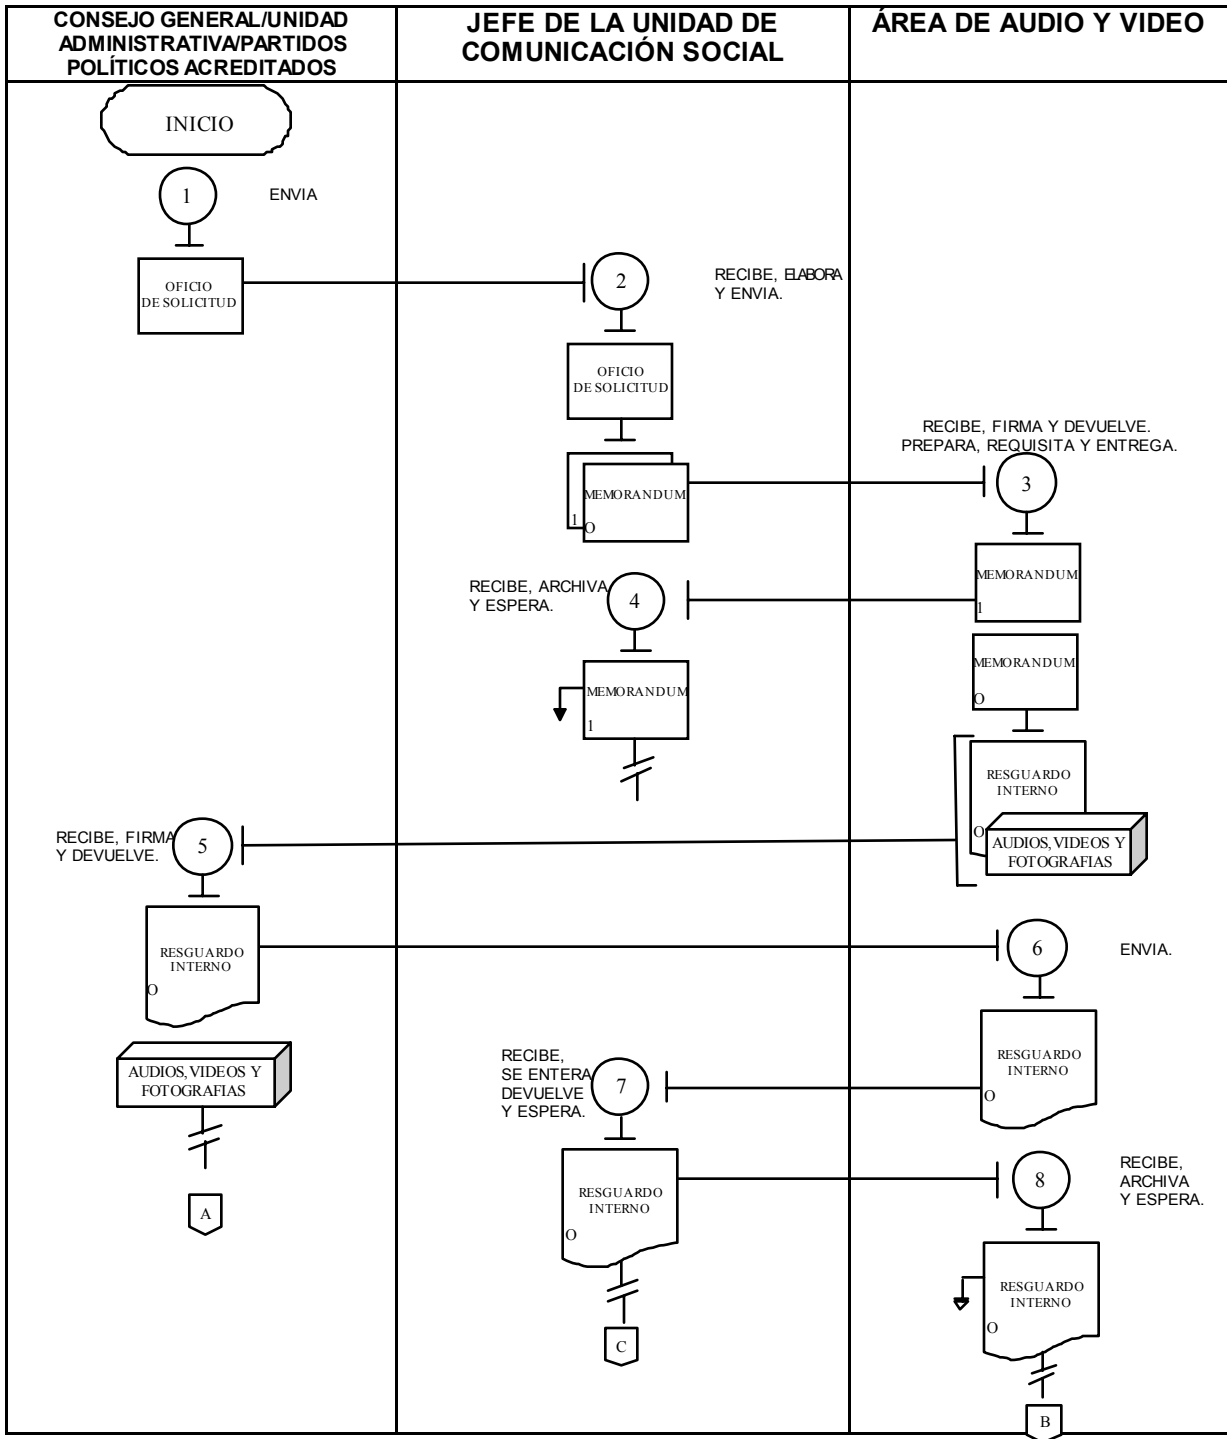 CONSEJO GENERAL/UNIDAD
ADMINISTRATIVA/PARTIDOS
POLÍTICOS ACREDITADOS
JEFE DE LA UNIDAD DE
COMUNICACIÓN SOCIAL
ÁREA DE AUDIO Y VIDEO
INICIO
1
ENVIA
OFICIO
DE SOLICITUD
2
RECIBE, ELABORA
Y ENVIA.
OFICIO
DE SOLICITUD
MEMORANDUM
1
O
RECIBE, FIRMA Y DEVUELVE.
PREPARA, REQUISITA Y ENTREGA.
3
MEMORANDUM
1
RECIBE, ARCHIVA
Y ESPERA.
4
MEMORANDUM
1
MEMORANDUM
O
RESGUARDO
INTERNO
O
AUDIOS, VIDEOS Y
FOTOGRAFIAS
RECIBE, FIRMA
Y DEVUELVE.
5
RESGUARDO
INTERNO
O
AUDIOS, VIDEOS Y
FOTOGRAFIAS
A
6
ENVIA.
RESGUARDO
INTERNO
O
RECIBE,
SE ENTERA
DEVUELVE
Y ESPERA.
7
RESGUARDO
INTERNO
O
C
8
RECIBE,
ARCHIVA
Y ESPERA.
RESGUARDO
INTERNO
O
B